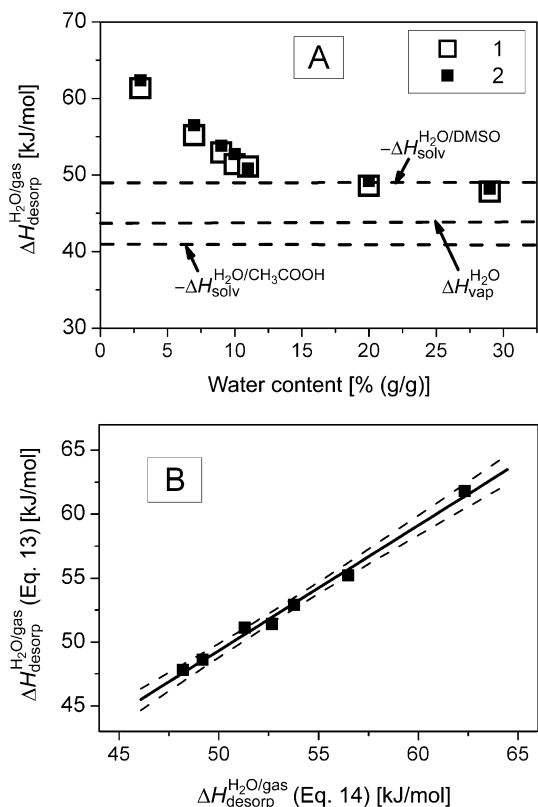 A
1
2
70
60
50
40
30
ΔH_desorp^H₂O/gas [kJ/mol]
−ΔH_solv^H₂O/DMSO
−ΔH_solv^H₂O/CH₃COOH
ΔH_vap^H₂O
0 5 10 15 20 25 30
Water content [% (g/g)]
B
65
60
55
50
45
ΔH_desorp^H₂O/gas (Eq. 13) [kJ/mol]
45 50 55 60 65
ΔH_desorp^H₂O/gas (Eq. 14) [kJ/mol]